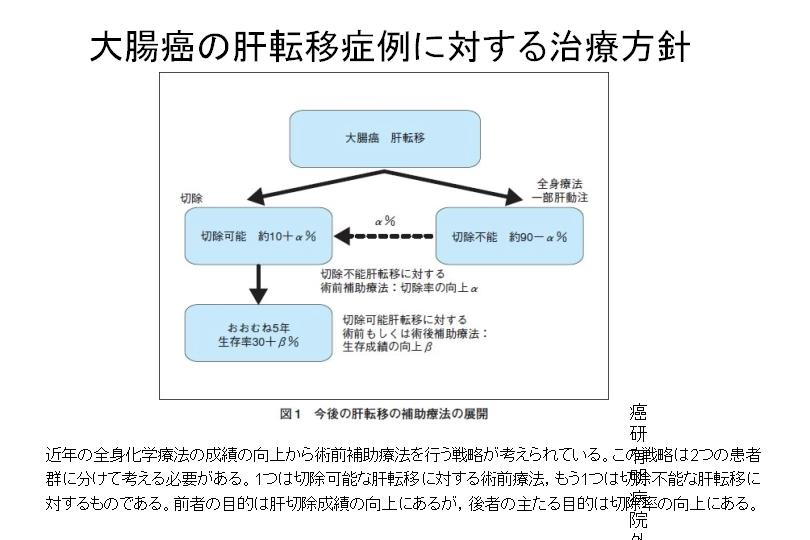 大腸癌の肝転移症例に対する治療方針
大腸癌　肝転移
切除
全身療法
一部肝動注
切除可能　約10＋α％
α％
切除不能　約90－α％
切除不能肝転移に対する
術前補助療法：切除率の向上α
おおむね5年
生存率30＋β％
切除可能肝転移に対する
術前もしくは術後補助療法：
生存成績の向上β
図1　今後の肝転移の補助療法の展開
近年の全身化学療法の成績の向上から術前補助療法を行う戦略が考えられている。この戦略は2つの患者
群に分けて考える必要がある。1つは切除可能な肝転移に対する術前療法，もう1つは切除不能な肝転移に
対するものである。前者の目的は肝切除成績の向上にあるが，後者の主たる目的は切除率の向上にある。
癌研有明病院外